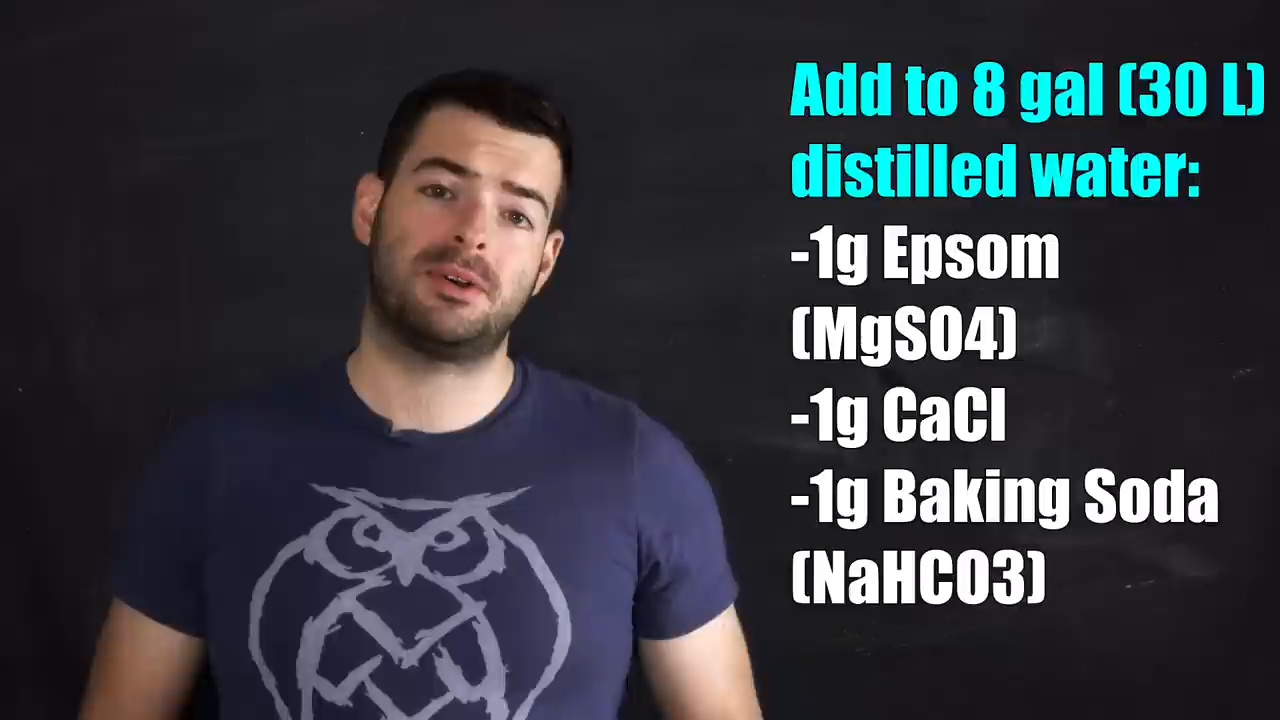 Add to 8 gal (30 L)
distilled water:
-1g Epsom
(MgSO4)
-1g CaCl
-1g Baking Soda
(NaHCO3)